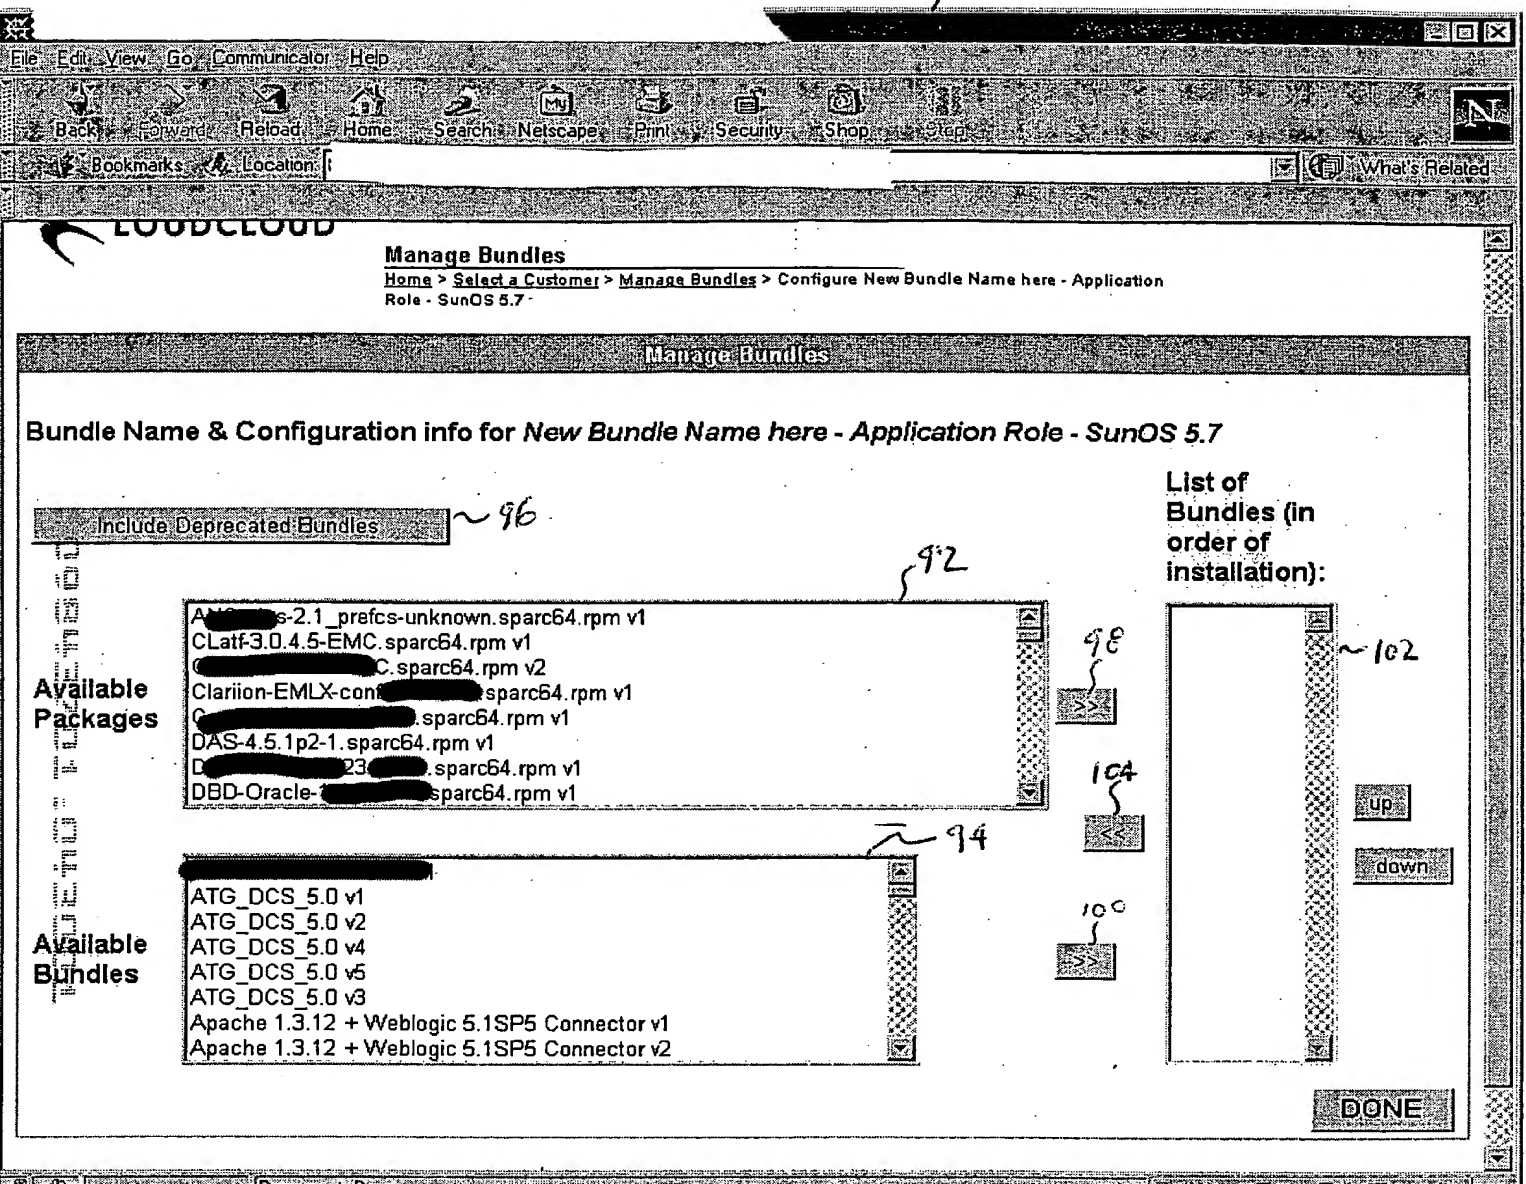 File Edit View Go Communicator Help
Back Forward Reload Home Search Netscape Print Security Shop Stop
My
N
Bookmarks Location: What's Related
LOUDCLOUD
Manage Bundles
Home > Select a Customer > Manage Bundles > Configure New Bundle Name here - Application
Role - SunOS 5.7
Manage Bundles
Bundle Name & Configuration info for New Bundle Name here - Application Role - SunOS 5.7
List of
Bundles (in
order of
installation):
Include Deprecated Bundles
96
92
s-2.1_prefcs-unknown.sparc64.rpm v1
CLatf-3.0.4.5-EMC.sparc64.rpm v1
C.sparc64.rpm v2
Clariion-EMLX-conf sparc64.rpm v1
.sparc64.rpm v1
DAS-4.5.1p2-1.sparc64.rpm v1
D 23 .sparc64.rpm v1
DBD-Oracle- sparc64.rpm v1
Available
Packages
98
>>
102
104
<<
up
down
94
ATG_DCS_5.0 v1
ATG_DCS_5.0 v2
ATG_DCS_5.0 v4
ATG_DCS_5.0 v5
ATG_DCS_5.0 v3
Apache 1.3.12 + Weblogic 5.1SP5 Connector v1
Apache 1.3.12 + Weblogic 5.1SP5 Connector v2
Available
Bundles
100
>>
DONE